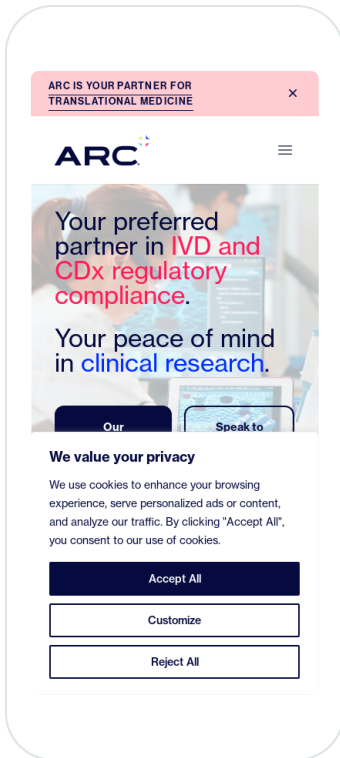 ARC IS YOUR PARTNER FOR
TRANSLATIONAL MEDICINE
×
ARC
Your preferred
partner in IVD and
CDx regulatory
compliance.
Your peace of mind
in clinical research.
Our
Speak to
We value your privacy
We use cookies to enhance your browsing
experience, serve personalized ads or content,
and analyze our traffic. By clicking "Accept All",
you consent to our use of cookies.
Accept All
Customize
Reject All